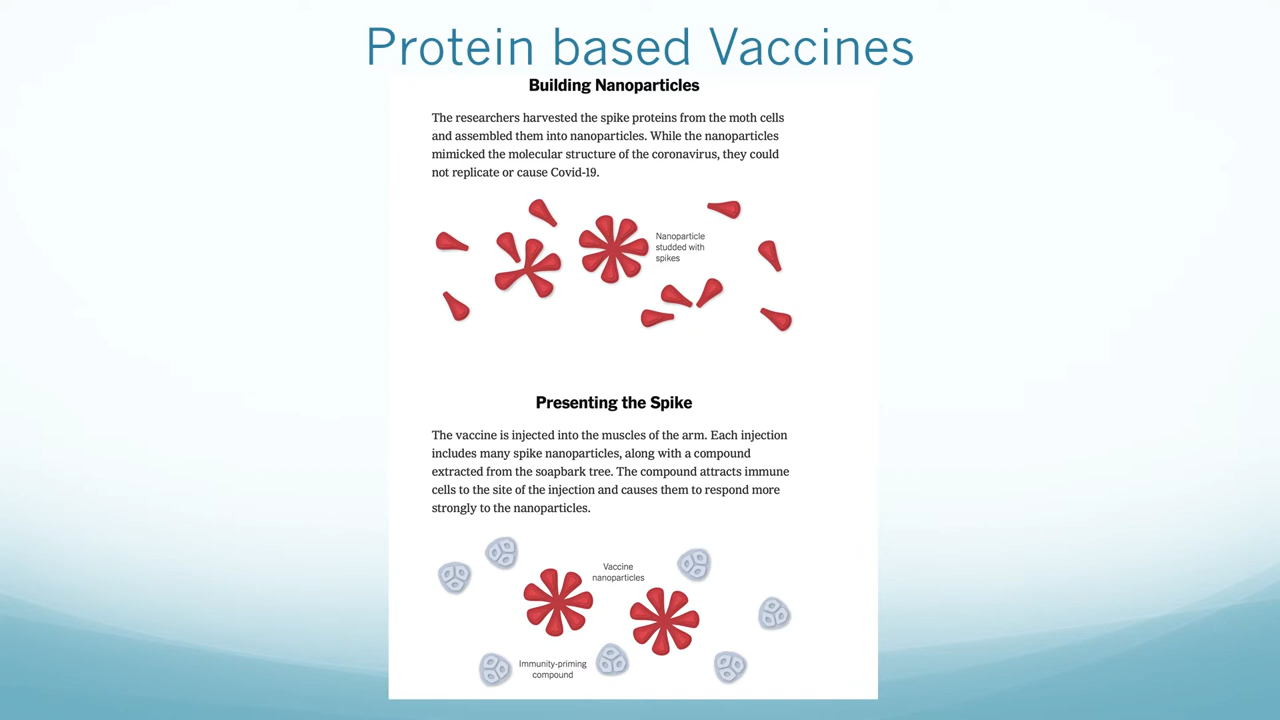 Protein based Vaccines
Building Nanoparticles
The researchers harvested the spike proteins from the moth cells
and assembled them into nanoparticles. While the nanoparticles
mimicked the molecular structure of the coronavirus, they could
not replicate or cause Covid-19.
Nanoparticle
studded with
spikes
Presenting the Spike
The vaccine is injected into the muscles of the arm. Each injection
includes many spike nanoparticles, along with a compound
extracted from the soapbark tree. The compound attracts immune
cells to the site of the injection and causes them to respond more
strongly to the nanoparticles.
Vaccine
nanoparticles
Immunity-priming
compound